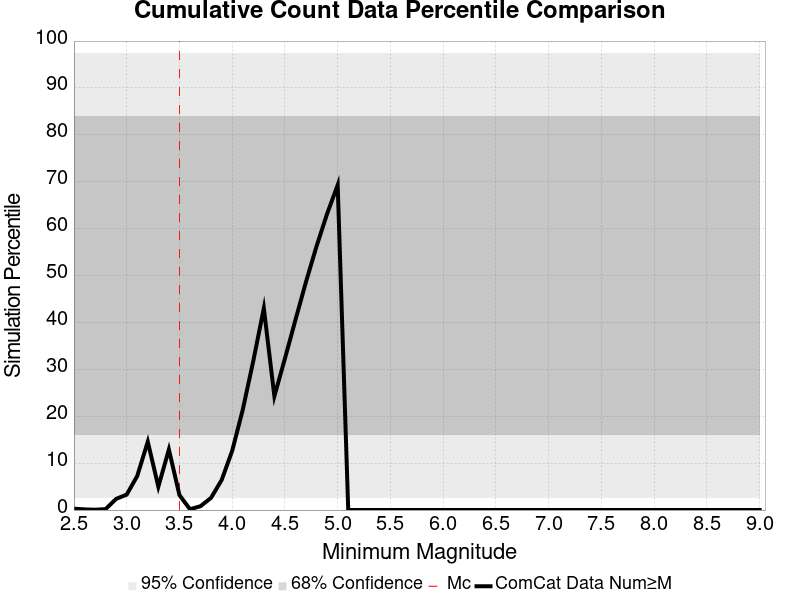 Cumulative Count Data Percentile Comparison
100
90
80
70
60
50
40
30
20
10
0
Simulation Percentile
2.5 3.0 3.5 4.0 4.5 5.0 5.5 6.0 6.5 7.0 7.5 8.0 8.5 9.0
Minimum Magnitude
95% Confidence 68% Confidence Mc ComCat Data Num≥M